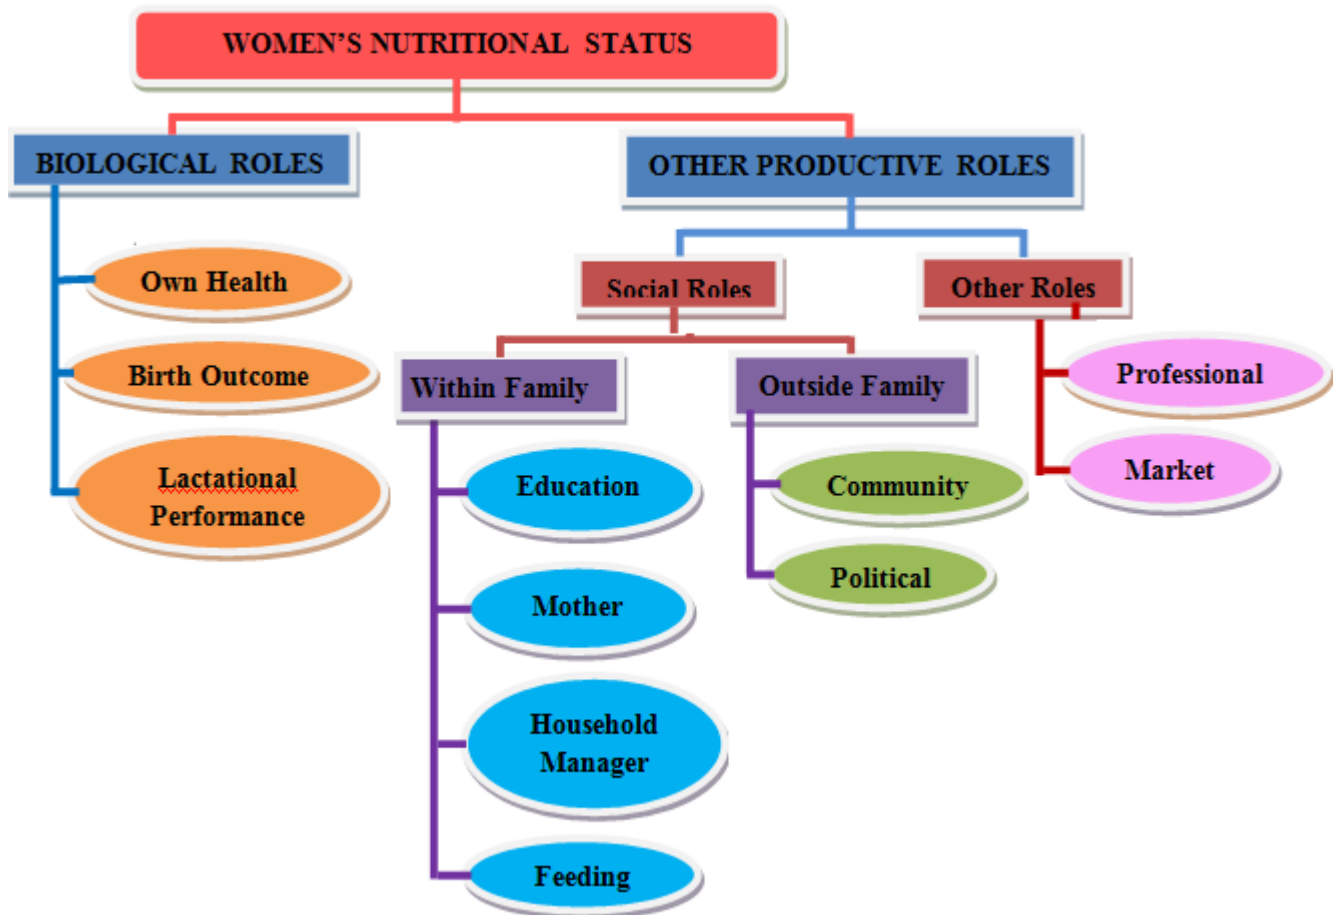 WOMEN’S NUTRITIONAL STATUS
BIOLOGICAL ROLES
OTHER PRODUCTIVE ROLES
Own Health
Birth Outcome
Lactational
Performance
Social Roles
Other Roles
Within Family
Outside Family
Education
Mother
Household
Manager
Feeding
Community
Political
Professional
Market